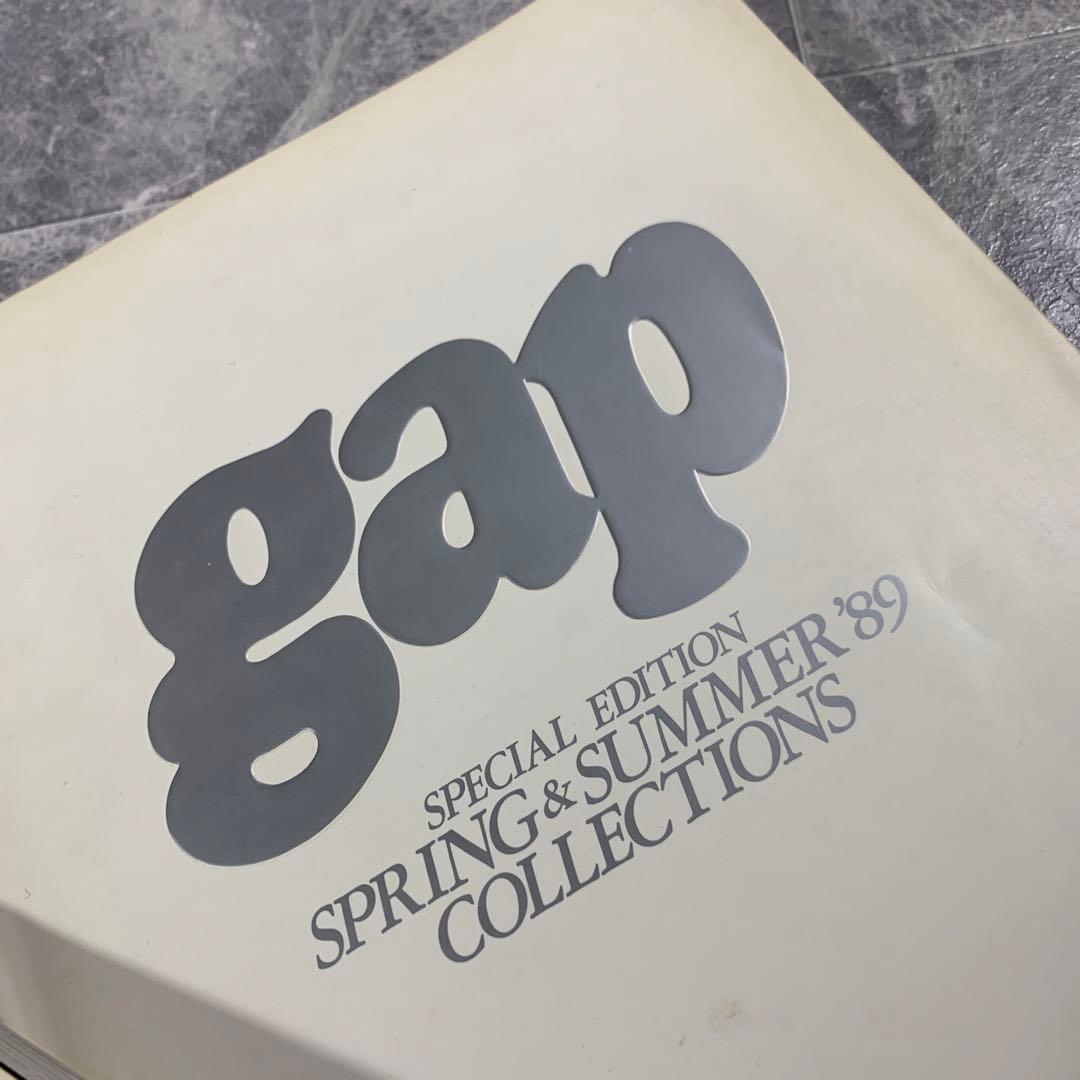 gap
SPECIAL EDITION
SPRING & SUMMER '89
COLLECTIONS